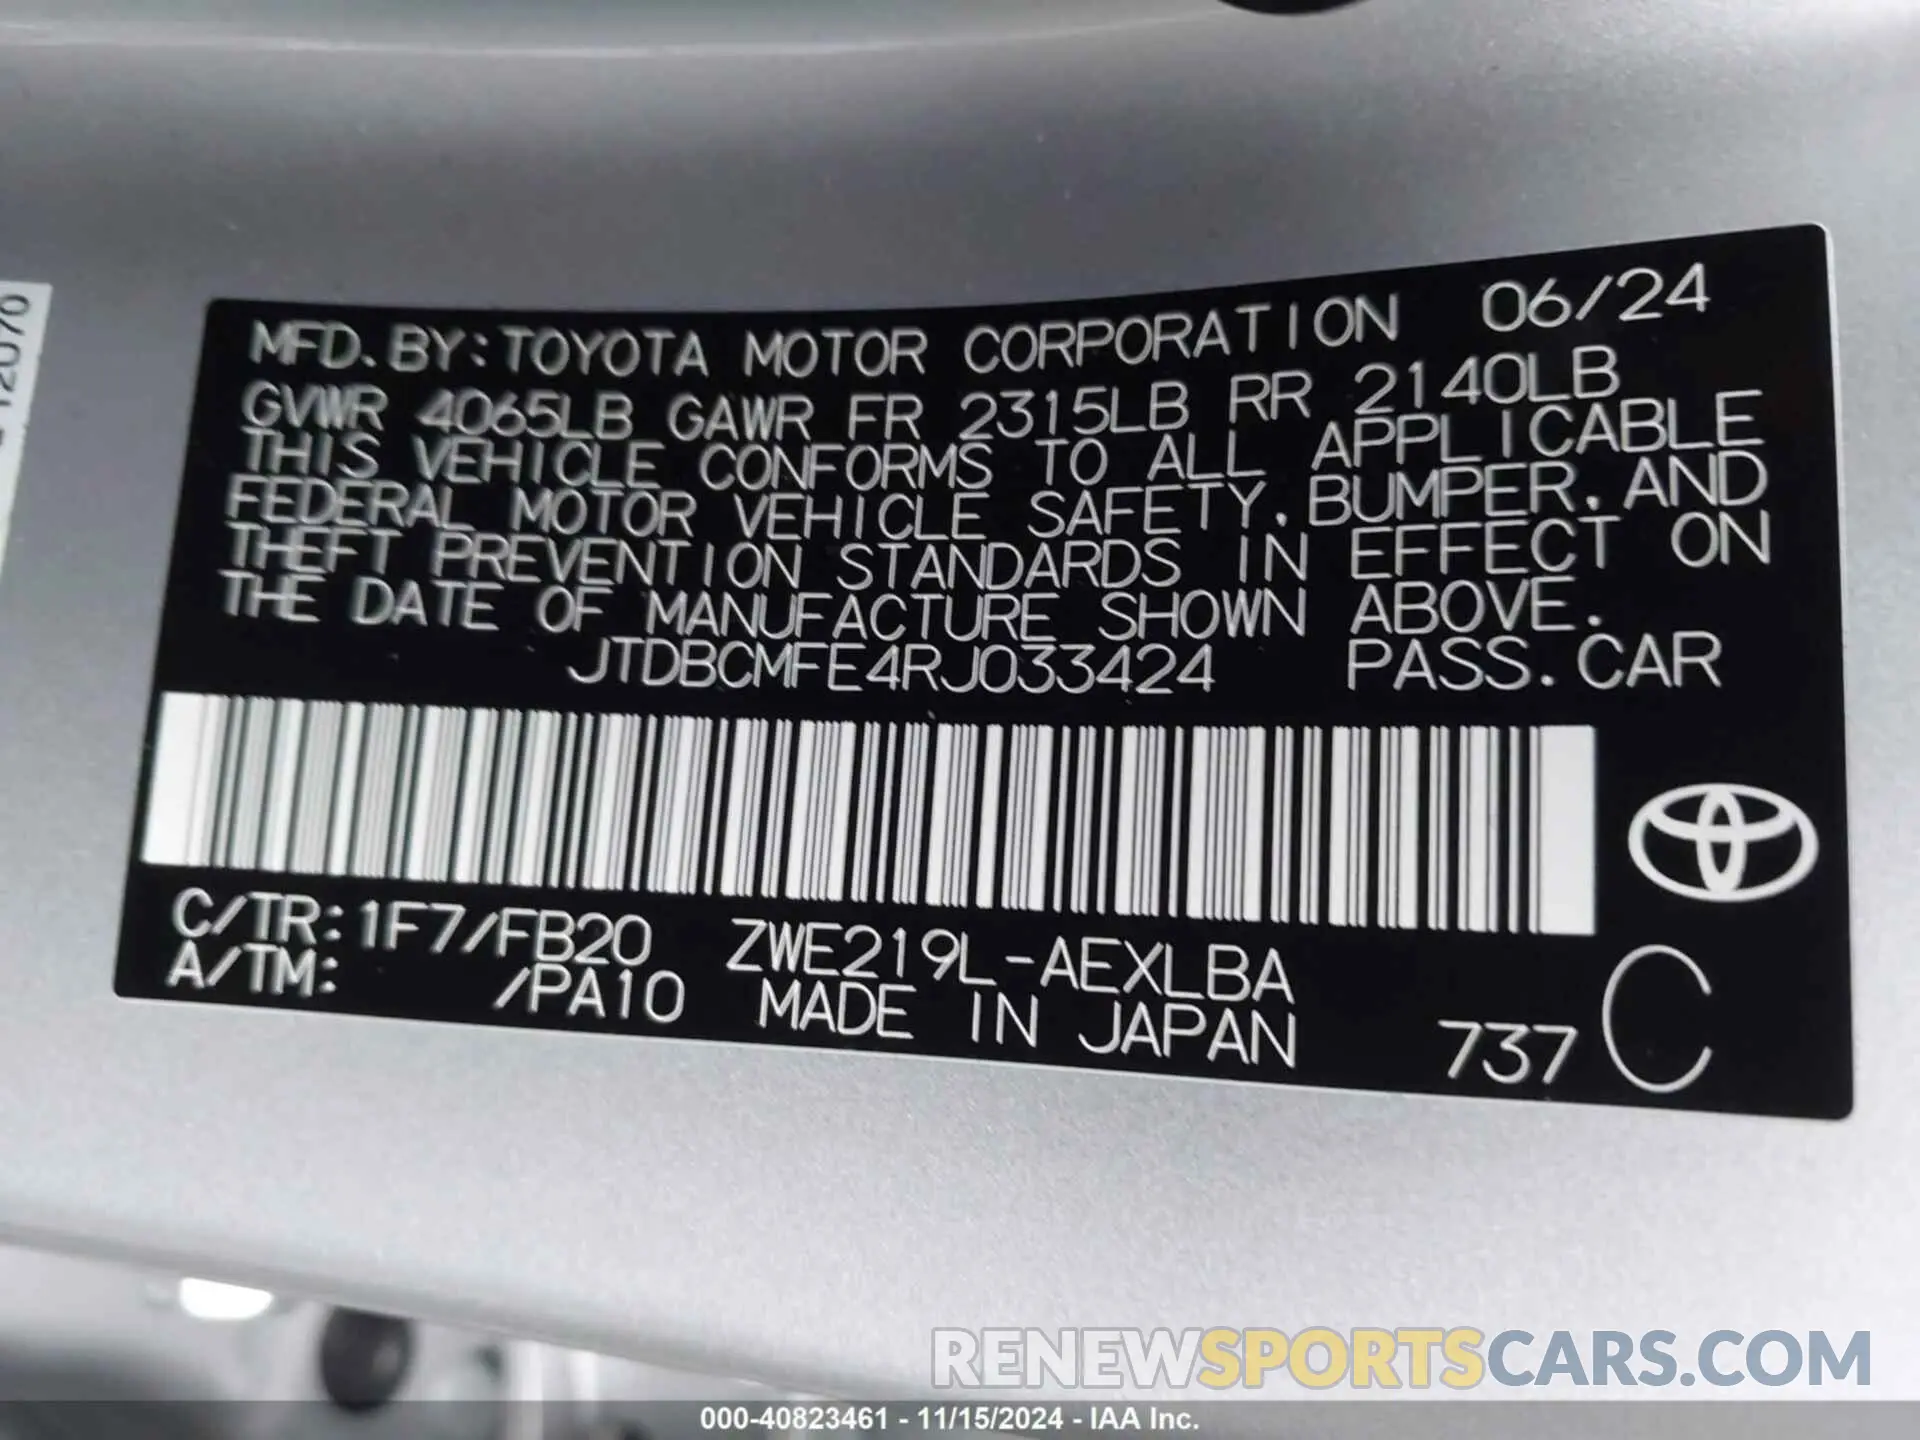 MFD. BY: TOYOTA MOTOR CORPORATION 06/24
GVWR 4065LB GAWR FR 2315LB RR 2140LB
THIS VEHICLE CONFORMS TO ALL APPLICABLE
FEDERAL MOTOR VEHICLE SAFETY, BUMPER, AND
THEFT PREVENTION STANDARDS IN EFFECT ON
THE DATE OF MANUFACTURE SHOWN ABOVE.
JTDBCMFE4RJ033424 PASS. CAR
C/TR: 1F7/FB20 ZWE219L-AEXLBA
A/TM: /PA10 MADE IN JAPAN 737 C
RENEWSPORTSCARS.COM
000-40823461 - 11/15/2024 - IAA Inc.